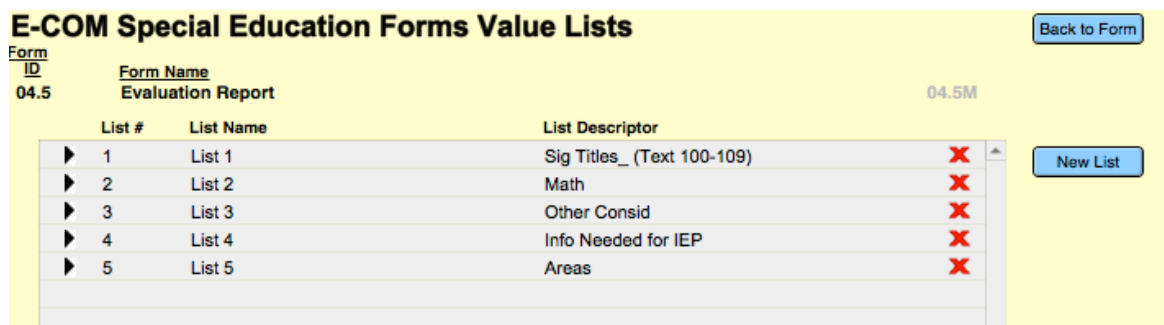 E-COM Special Education Forms Value Lists
Back to Form
Form
ID
Form Name
04.5 Evaluation Report 04.5M
List # List Name List Descriptor
1 List 1 Sig Titles_ (Text 100-109)
New List
2 List 2 Math
3 List 3 Other Consid
4 List 4 Info Needed for IEP
5 List 5 Areas